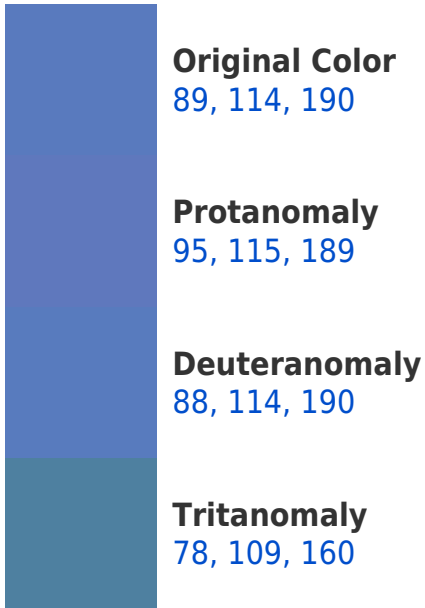 Original Color
89, 114, 190
Protanomaly
95, 115, 189
Deuteranomaly
88, 114, 190
Tritanomaly
78, 109, 160